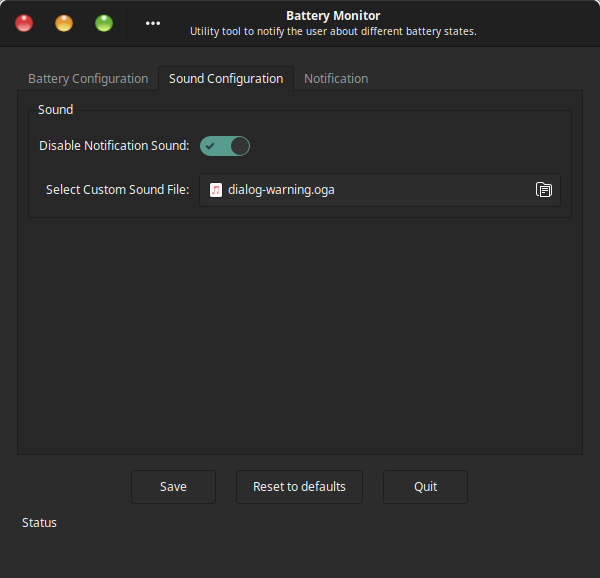 Battery Monitor
Utility tool to notify the user about different battery states.
Battery Configuration Sound Configuration Notification
Sound
Disable Notification Sound:
Select Custom Sound File: dialog-warning.oga
Save Reset to defaults Quit
Status